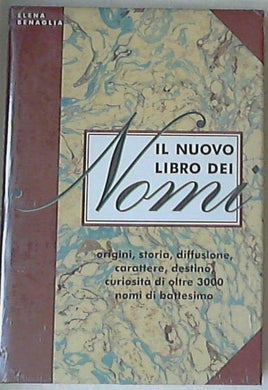 ELENA
BENAGLIA
IL NUOVO
LIBRO DEI
Nomi
origini, storia, diffusione,
carattere, destino,
curiosità di oltre 3000
nomi di battesimo